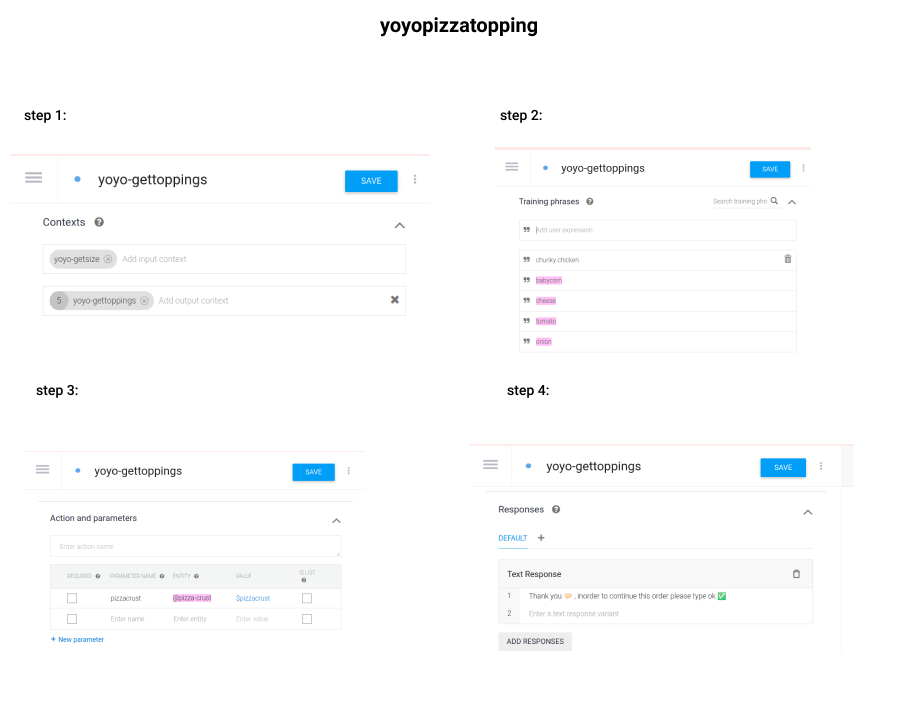 yoyopizzatopping
step 1:
yoyo-gettoppings
SAVE
Contexts
yoyo-getsize Add input context
5 yoyo-gettoppings Add output context
step 2:
yoyo-gettoppings
SAVE
Training phrases
Search training phr
Add user expression
chunky chicken
babycorn
cheese
tomato
onion
step 3:
yoyo-gettoppings
SAVE
Action and parameters
Enter action name
REQUIRED PARAMETER NAME ENTITY VALUE IS LIST
pizzacrust @pizza-crust $pizzacrust
Enter name Enter entity Enter value
+ New parameter
step 4:
yoyo-gettoppings
SAVE
Responses
DEFAULT +
Text Response
1 Thank you 🤝 , inorder to continue this order please type ok ✅
2 Enter a text response variant
ADD RESPONSES